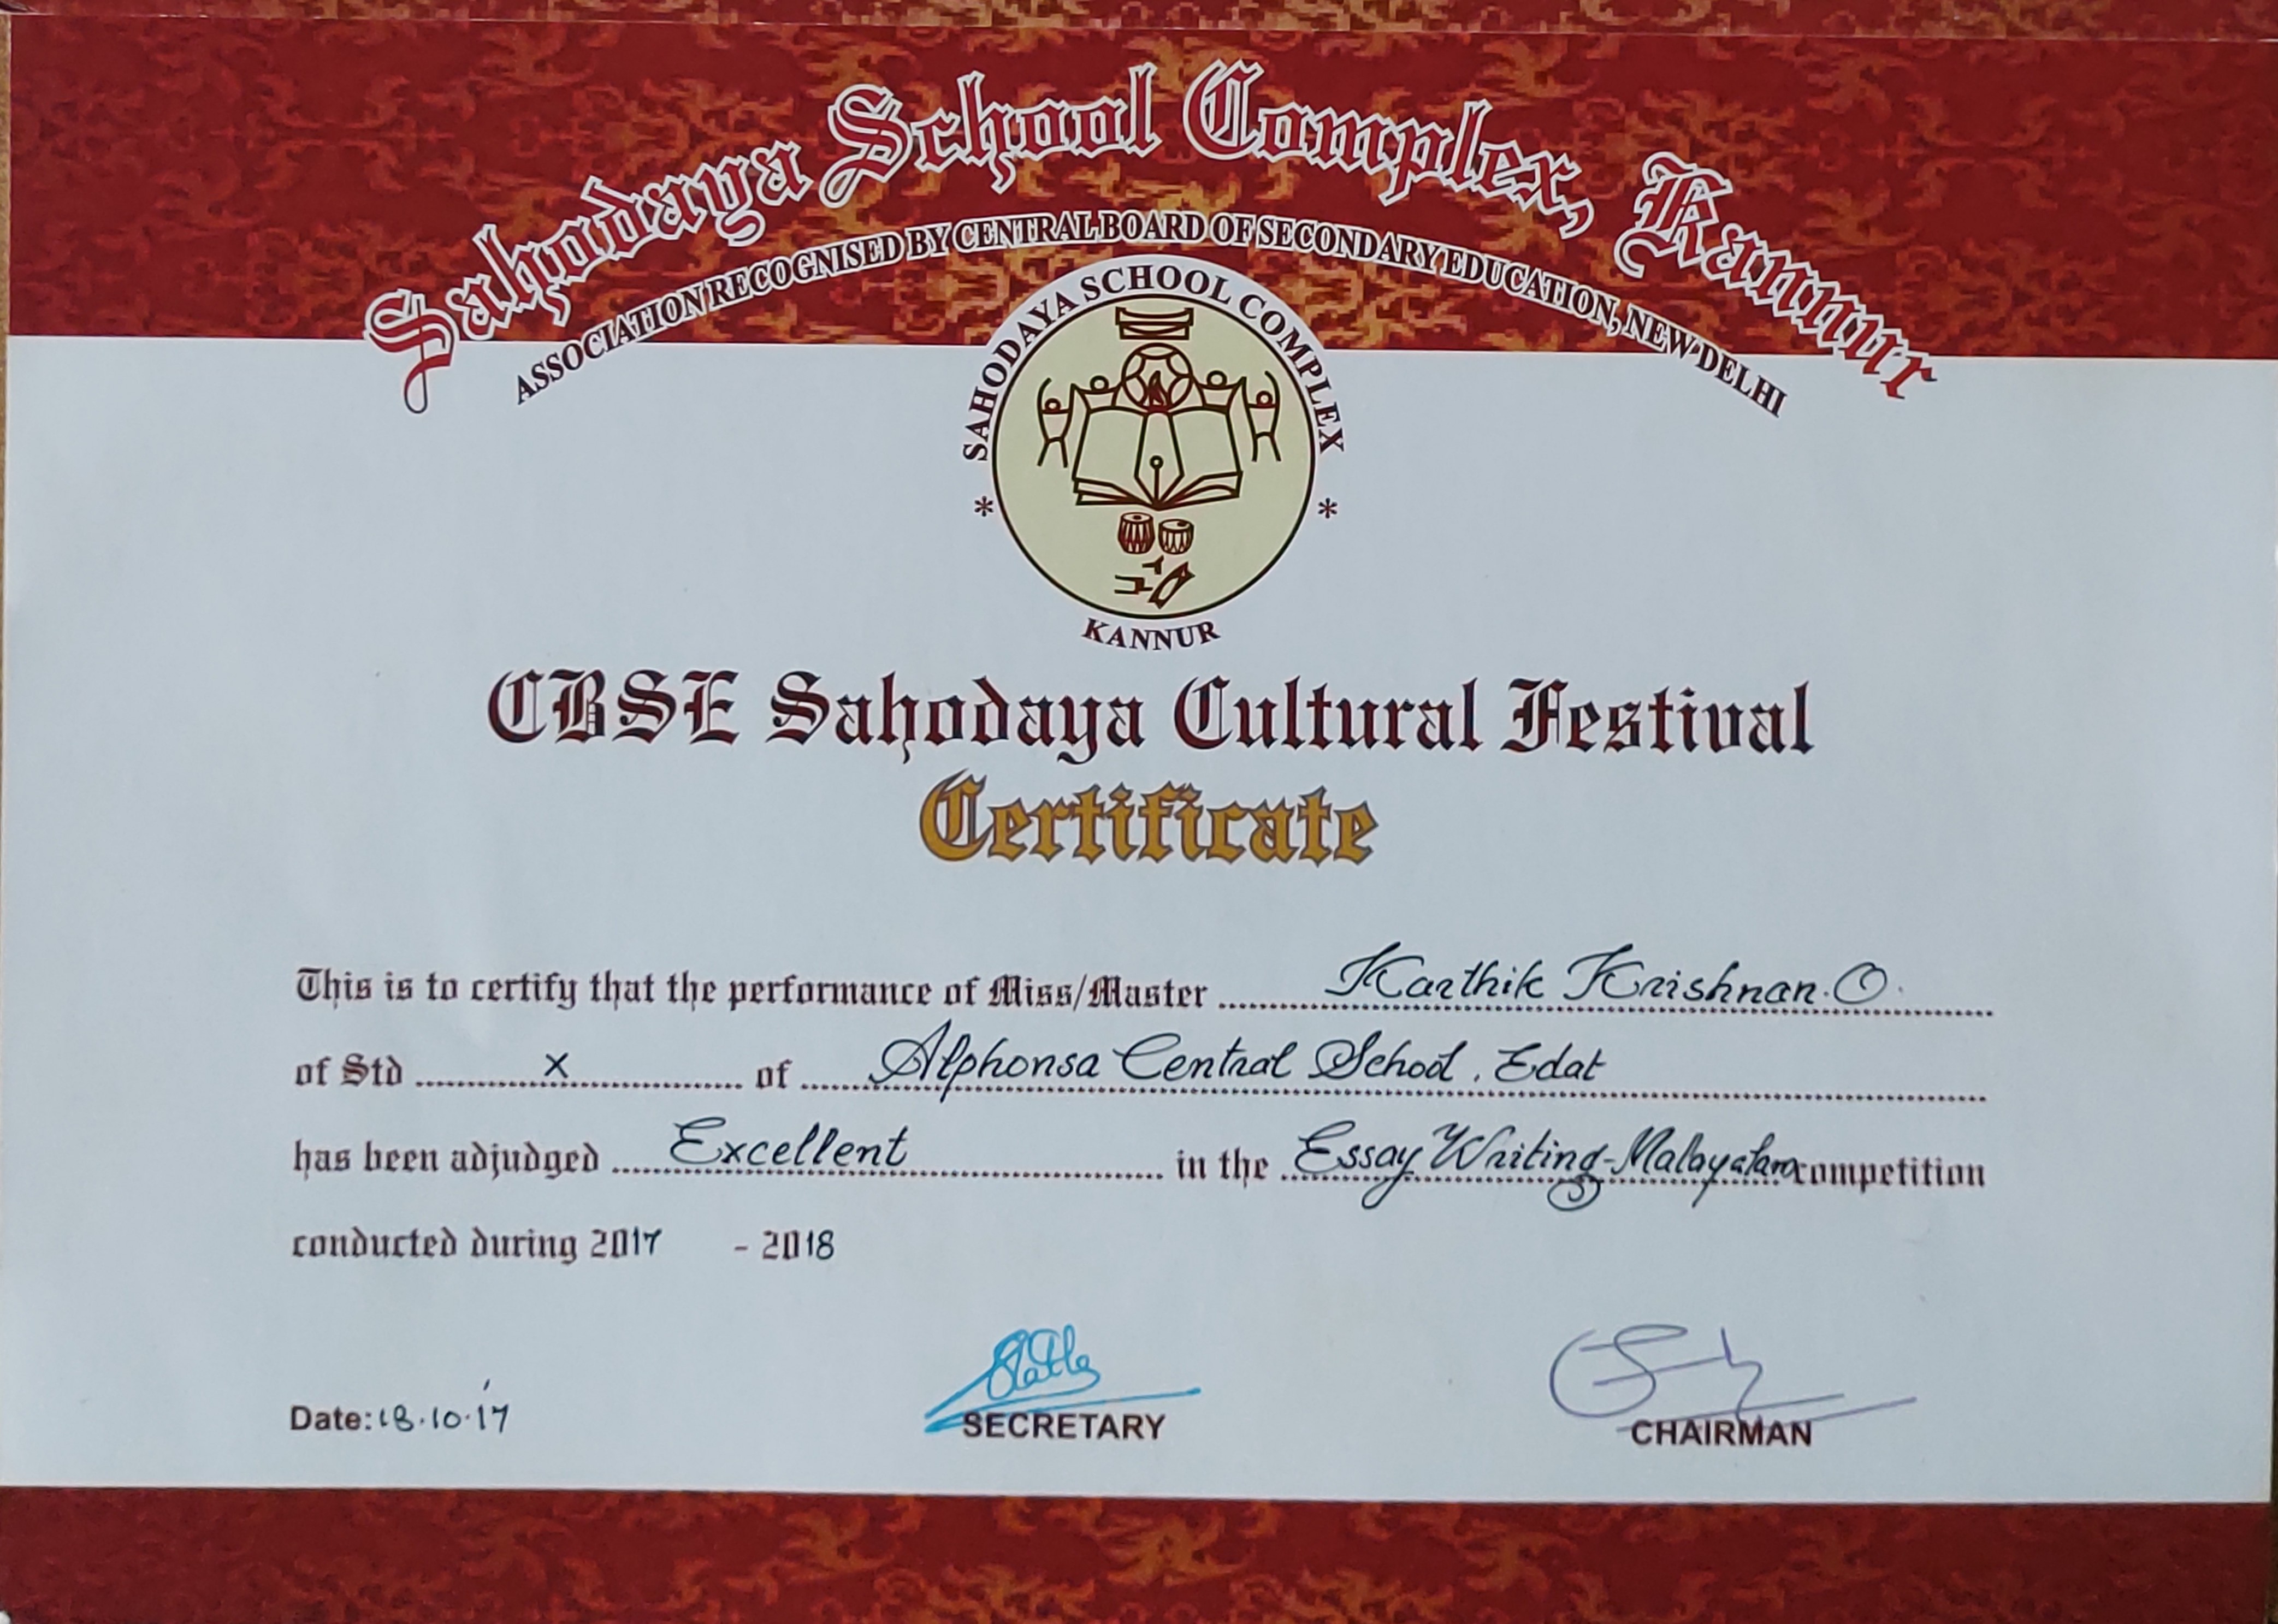 Sahodaya School Complex, Kannur
ASSOCIATION RECOGNISED BY CENTRAL BOARD OF SECONDARY EDUCATION, NEW DELHI
SAHODAYA SCHOOL COMPLEX
* *
KANNUR
CBSE Sahodaya Cultural Festival
Certificate
This is to certify that the performance of Miss/Master Karthik Krishnan.O.
of Std X of Alphonsa Central School, Edat
has been adjudged Excellent in the Essay Writing-Malayalam competition
conducted during 2017 - 2018
Date: 18.10.17
SECRETARY
CHAIRMAN